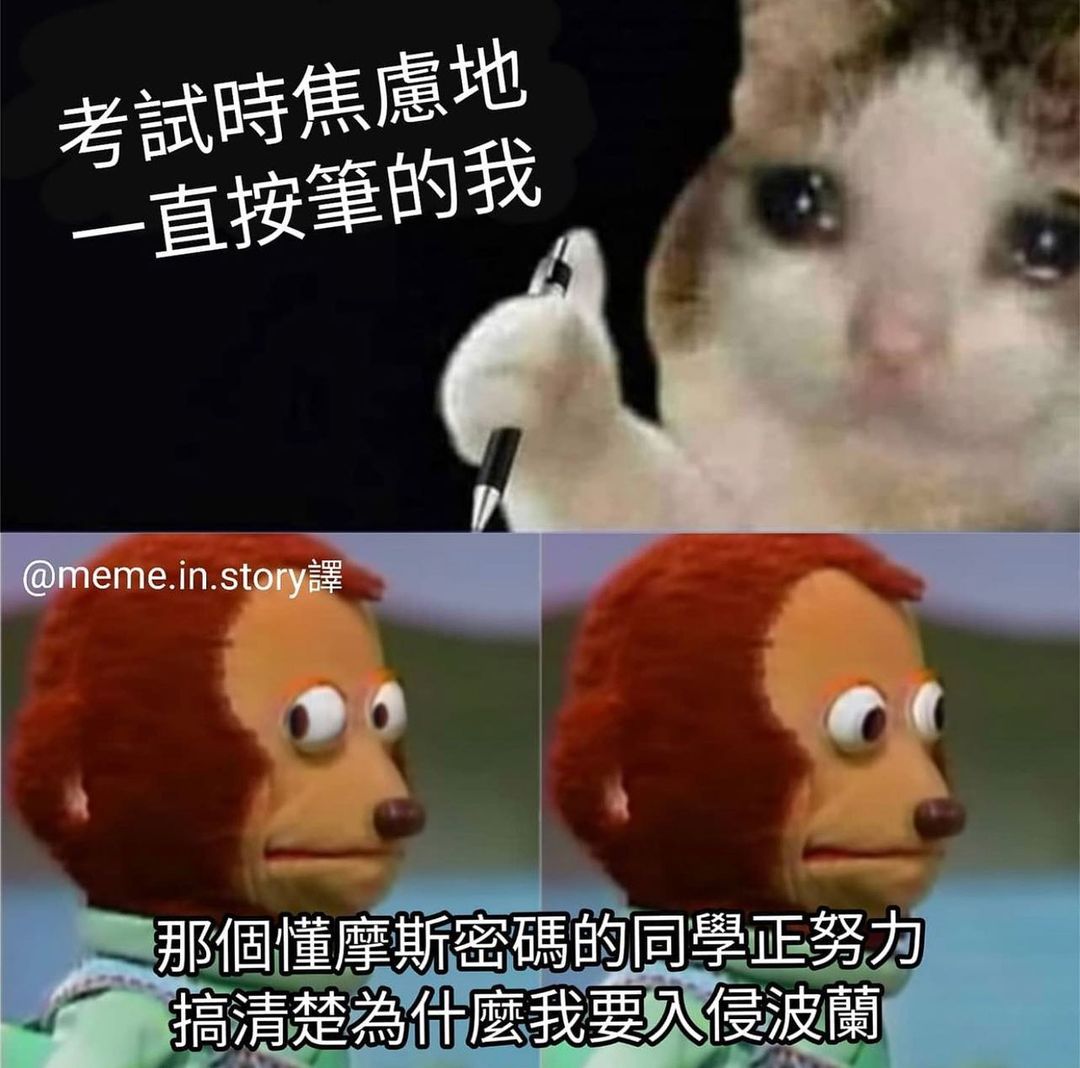 考試時焦慮地
一直按筆的我
@meme.in.story譯
那個懂摩斯密碼的同學正努力
搞清楚為什麼我要入侵波蘭